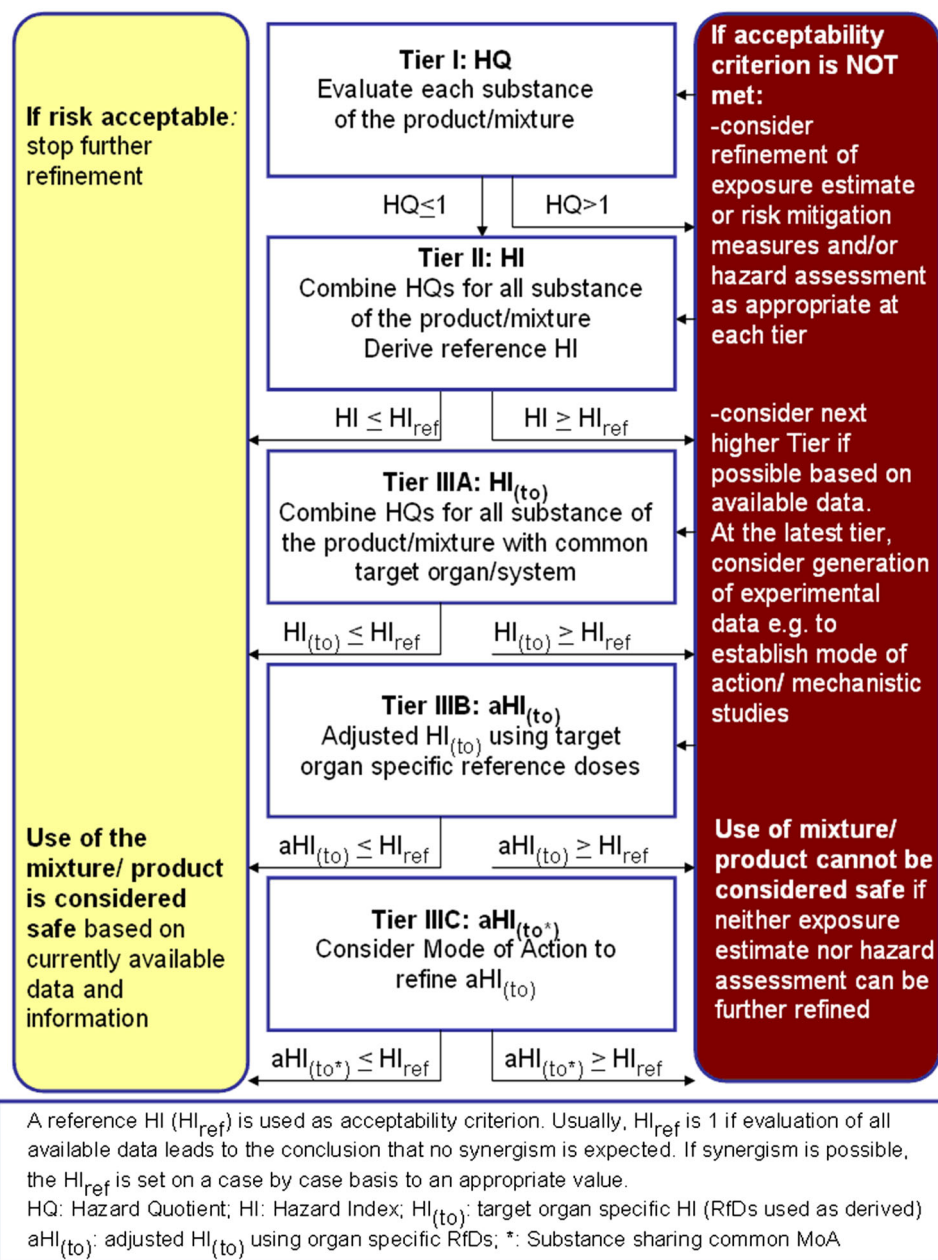 If risk acceptable:
stop further
refinement
Use of the
mixture/ product
is considered
safe based on
currently available
data and
information
Tier I: HQ
Evaluate each substance
of the product/mixture
HQ≤1
HQ>1
Tier II: HI
Combine HQs for all substance
of the product/mixture
Derive reference HI
HI ≤ HIref
HI ≥ HIref
Tier IIIA: HI(to)
Combine HQs for all substance of
the product/mixture with common
target organ/system
HI(to) ≤ HIref
HI(to) ≥ HIref
Tier IIIB: aHI(to)
Adjusted HI(to) using target
organ specific reference doses
aHI(to) ≤ HIref
aHI(to) ≥ HIref
Tier IIIC: aHI(to*)
Consider Mode of Action to
refine aHI(to)
aHI(to*) ≤ HIref
aHI(to*) ≥ HIref
If acceptability
criterion is NOT
met:
-consider
refinement of
exposure estimate
or risk mitigation
measures and/or
hazard assessment
as appropriate at
each tier
-consider next
higher Tier if
possible based on
available data.
At the latest tier,
consider generation
of experimental
data e.g. to
establish mode of
action/ mechanistic
studies
Use of mixture/
product cannot be
considered safe if
neither exposure
estimate nor hazard
assessment can be
further refined
A reference HI (HIref) is used as acceptability criterion. Usually, HIref is 1 if evaluation of all
available data leads to the conclusion that no synergism is expected. If synergism is possible,
the HIref is set on a case by case basis to an appropriate value.
HQ: Hazard Quotient; HI: Hazard Index; HI(to): target organ specific HI (RfDs used as derived)
aHI(to): adjusted HI(to) using organ specific RfDs; *: Substance sharing common MoA